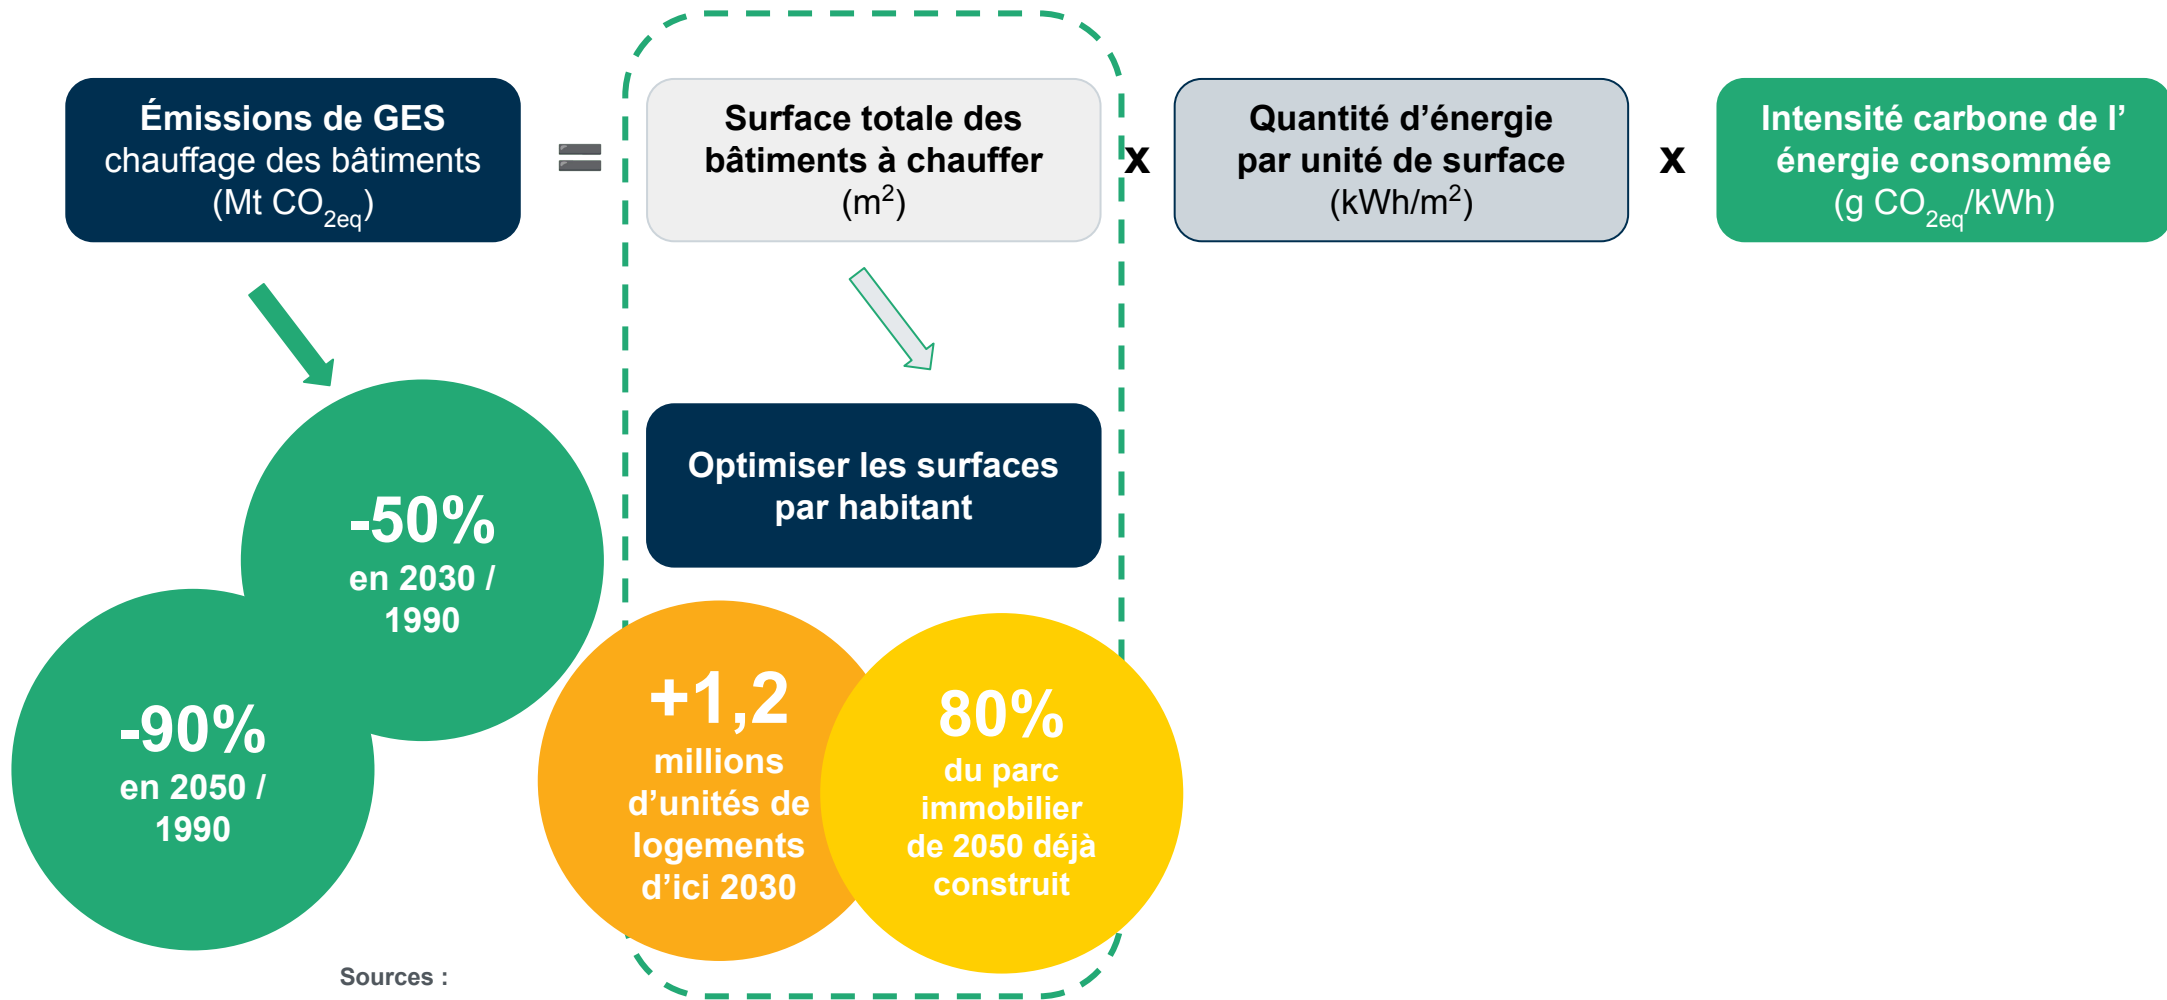 Émissions de GES
chauffage des bâtiments
(Mt CO2eq)
=
Surface totale des
bâtiments à chauffer
(m²)
x
Quantité d’énergie
par unité de surface
(kWh/m²)
x
Intensité carbone de l’
énergie consommée
(g CO2eq/kWh)
Optimiser les surfaces
par habitant
-50%
en 2030 /
1990
-90%
en 2050 /
1990
+1,2
millions
d’unités de
logements
d’ici 2030
80%
du parc
immobilier
de 2050 déjà
construit
Sources :